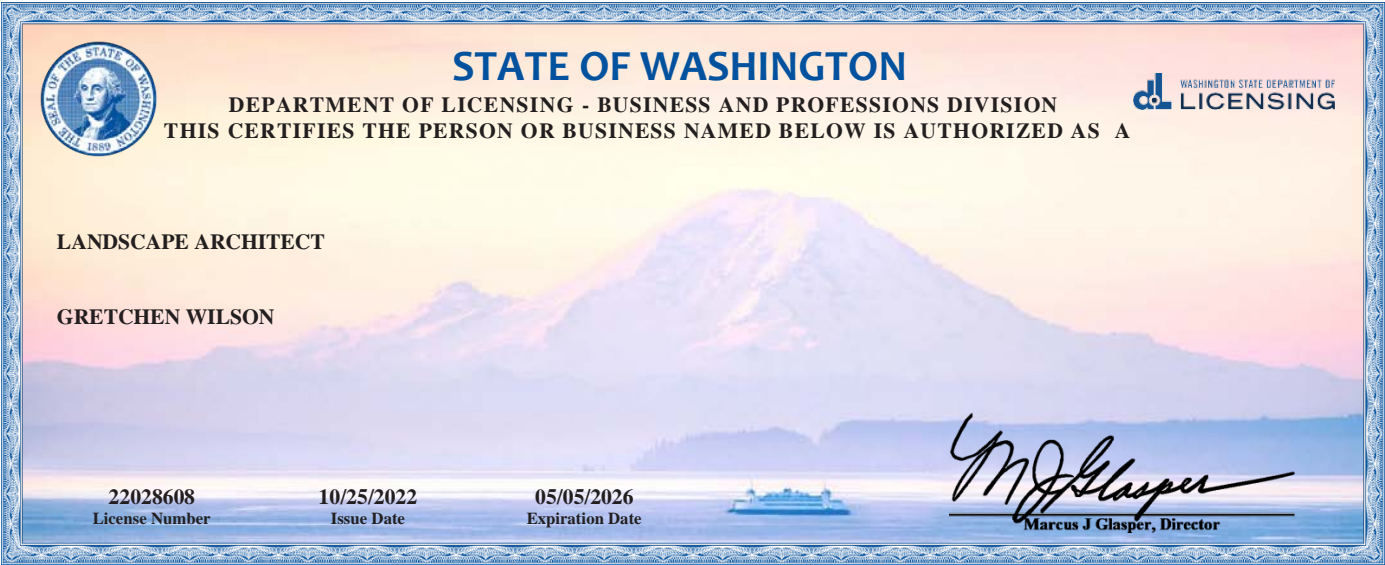 THE SEAL OF THE STATE OF WASHINGTON
1889
STATE OF WASHINGTON
DEPARTMENT OF LICENSING - BUSINESS AND PROFESSIONS DIVISION
THIS CERTIFIES THE PERSON OR BUSINESS NAMED BELOW IS AUTHORIZED AS A
dol WASHINGTON STATE DEPARTMENT OF
LICENSING
LANDSCAPE ARCHITECT
GRETCHEN WILSON
22028608 10/25/2022 05/05/2026
License Number Issue Date Expiration Date
MJGlasper
Marcus J Glasper, Director